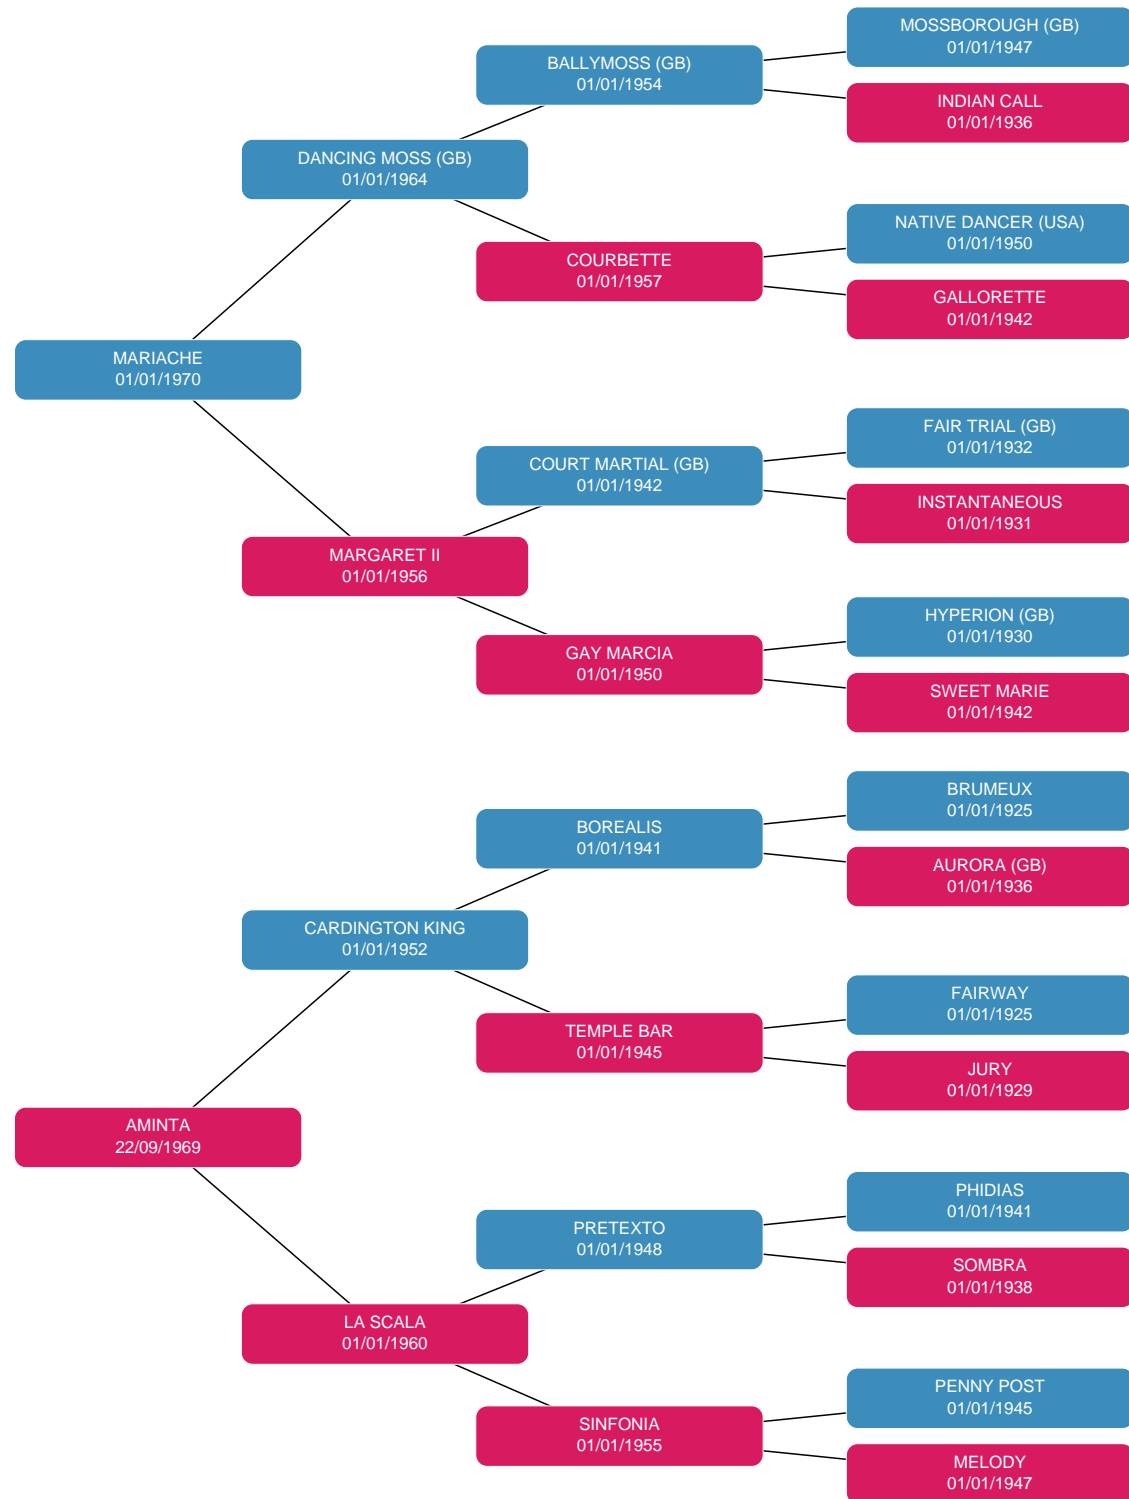 MOSSBOROUGH (GB)
01/01/1947
BALLYMOSS (GB)
01/01/1954
INDIAN CALL
01/01/1936
DANCING MOSS (GB)
01/01/1964
NATIVE DANCER (USA)
01/01/1950
COURBETTE
01/01/1957
GALLORETTE
01/01/1942
MARIACHE
01/01/1970
FAIR TRIAL (GB)
01/01/1932
COURT MARTIAL (GB)
01/01/1942
INSTANTANEOUS
01/01/1931
MARGARET II
01/01/1956
HYPERION (GB)
01/01/1930
GAY MARCIA
01/01/1950
SWEET MARIE
01/01/1942
BRUMEUX
01/01/1925
BOREALIS
01/01/1941
AURORA (GB)
01/01/1936
CARDINGTON KING
01/01/1952
FAIRWAY
01/01/1925
TEMPLE BAR
01/01/1945
JURY
01/01/1929
AMINTA
22/09/1969
PHIDIAS
01/01/1941
PRETEXTO
01/01/1948
SOMBRA
01/01/1938
LA SCALA
01/01/1960
PENNY POST
01/01/1945
SINFONIA
01/01/1955
MELODY
01/01/1947